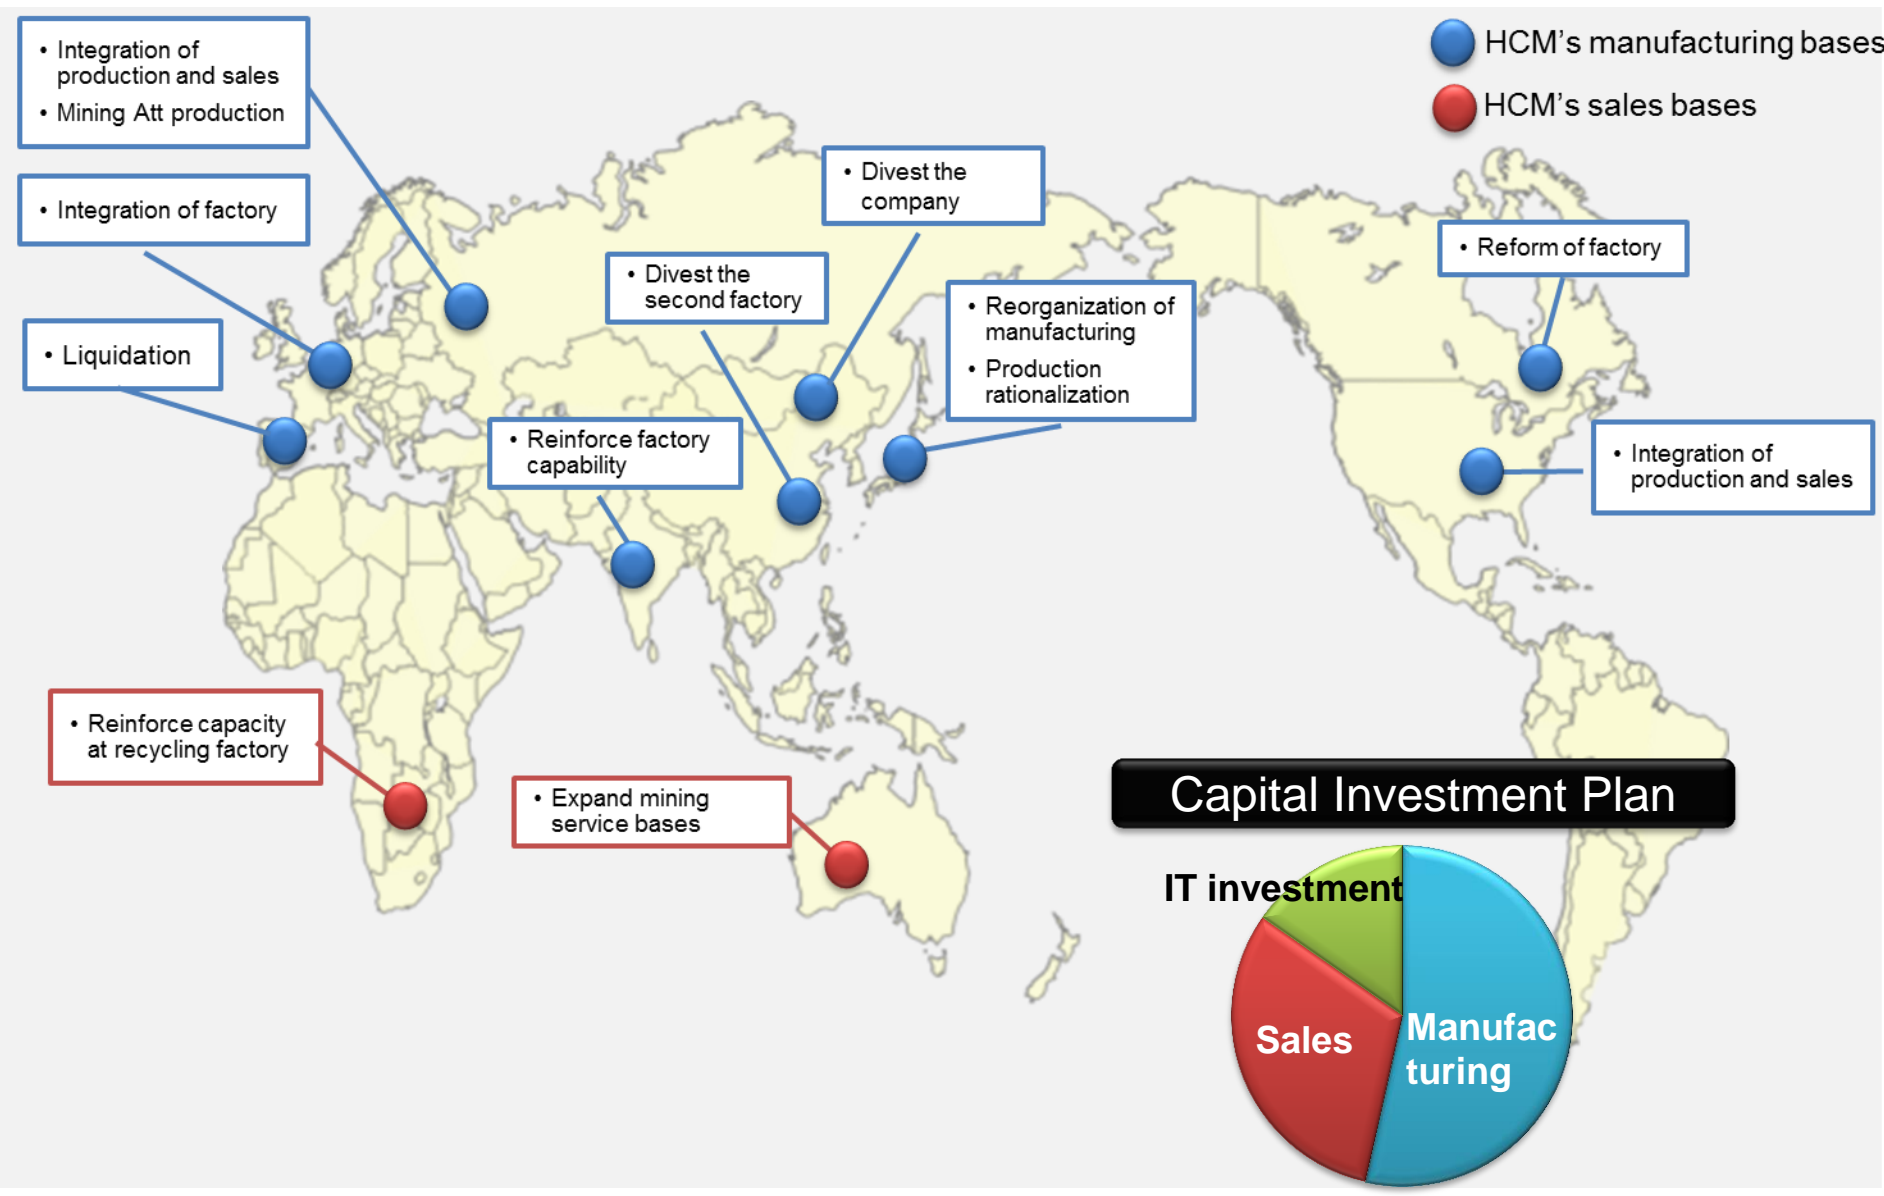 • Integration of
production and sales
• Mining Att production
HCM's manufacturing bases
HCM's sales bases
• Integration of factory
• Divest the
company
• Reform of factory
• Divest the
second factory
• Reorganization of
manufacturing
• Production
rationalization
• Liquidation
• Reinforce factory
capability
• Integration of
production and sales
• Reinforce capacity
at recycling factory
• Expand mining
service bases
Capital Investment Plan
IT investment
Sales
Manufac
turing